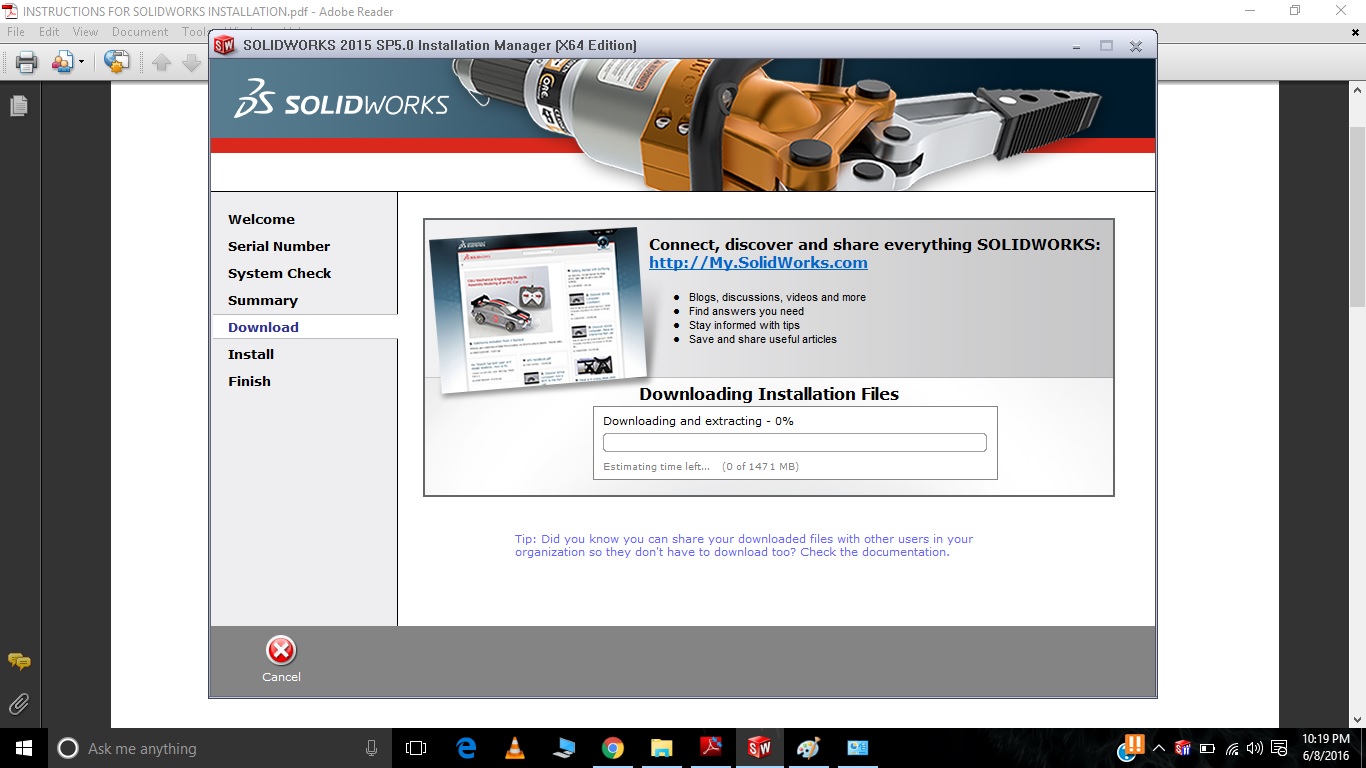 INSTRUCTIONS FOR SOLIDWORKS INSTALLATION.pdf - Adobe Reader
File Edit View Document
SOLIDWORKS 2015 SP5.0 Installation Manager (X64 Edition)
SOLIDWORKS
Welcome
Serial Number
System Check
Summary
Download
Install
Finish
Connect, discover and share everything SOLIDWORKS:
http://My.SolidWorks.com
Blogs, discussions, videos and more
Find answers you need
Stay informed with tips
Save and share useful articles
Downloading Installation Files
Downloading and extracting - 0%
Estimating time left... (0 of 1471 MB)
Tip: Did you know you can share your downloaded files with other users in your
organization so they don't have to download too? Check the documentation.
Cancel
Ask me anything
10:19 PM
6/8/2016